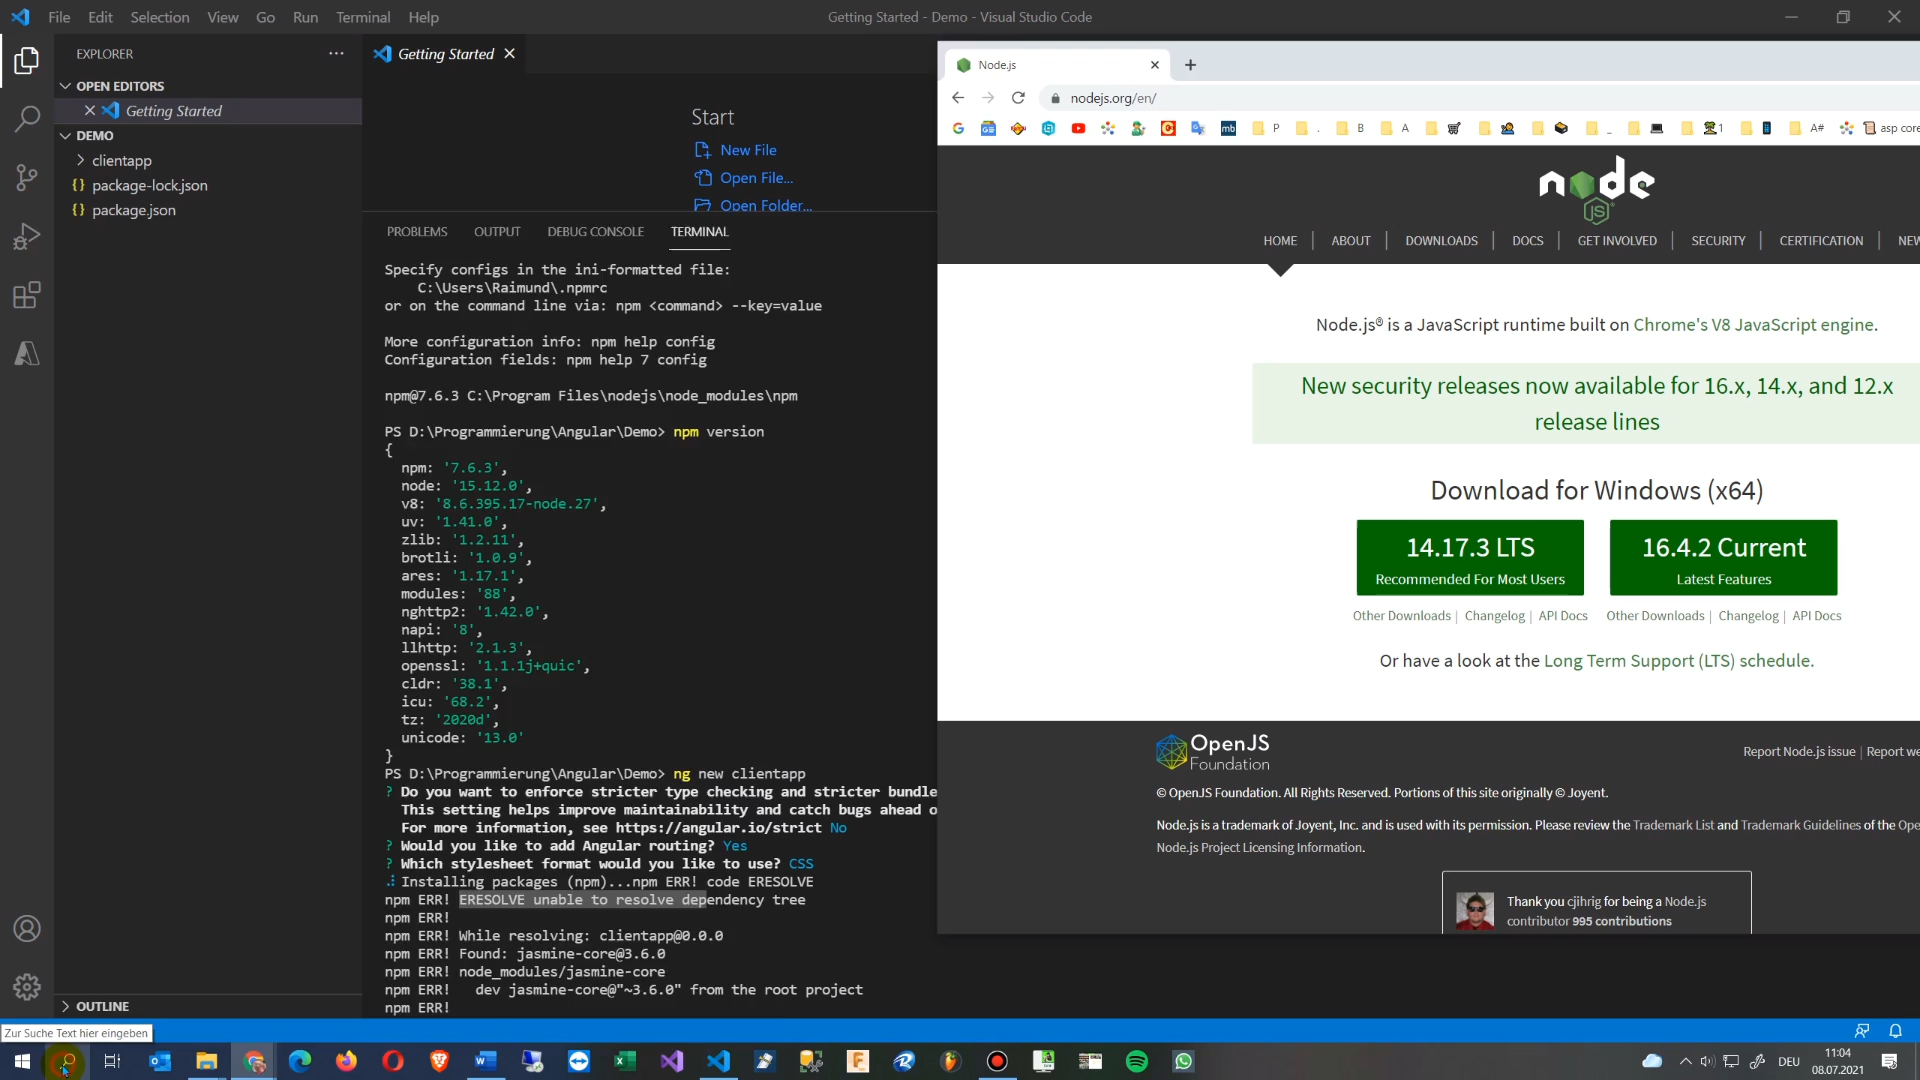 File Edit Selection View Go Run Terminal Help
Getting Started - Demo - Visual Studio Code
EXPLORER
OPEN EDITORS
Getting Started
DEMO
clientapp
package-lock.json
package.json
OUTLINE
Getting Started
Start
New File
Open File...
Open Folder...
PROBLEMS OUTPUT DEBUG CONSOLE TERMINAL
Specify configs in the ini-formatted file:
C:\Users\Raimund\.npmrc
or on the command line via: npm <command> --key=value
More configuration info: npm help config
Configuration fields: npm help 7 config
npm@7.6.3 C:\Program Files\nodejs\node_modules\npm
PS D:\Programmierung\Angular\Demo> npm version
{
npm: '7.6.3',
node: '15.12.0',
v8: '8.6.395.17-node.27',
uv: '1.41.0',
zlib: '1.2.11',
brotli: '1.0.9',
ares: '1.17.1',
modules: '88',
nghttp2: '1.42.0',
napi: '8',
llhttp: '2.1.3',
openssl: '1.1.1j+quic',
cldr: '38.1',
icu: '68.2',
tz: '2020d',
unicode: '13.0'
}
PS D:\Programmierung\Angular\Demo> ng new clientapp
? Do you want to enforce stricter type checking and stricter bundle
This setting helps improve maintainability and catch bugs ahead o
For more information, see https://angular.io/strict No
? Would you like to add Angular routing? Yes
? Which stylesheet format would you like to use? CSS
Installing packages (npm)...npm ERR! code ERESOLVE
npm ERR! ERESOLVE unable to resolve dependency tree
npm ERR!
npm ERR! While resolving: clientapp@0.0.0
npm ERR! Found: jasmine-core@3.6.0
npm ERR! node_modules/jasmine-core
npm ERR! dev jasmine-core@"~3.6.0" from the root project
npm ERR!
Node.js
nodejs.org/en/
P . B A _ 1 A# asp core
node
JS
HOME ABOUT DOWNLOADS DOCS GET INVOLVED SECURITY CERTIFICATION NEW
Node.js® is a JavaScript runtime built on Chrome's V8 JavaScript engine.
New security releases now available for 16.x, 14.x, and 12.x
release lines
Download for Windows (x64)
14.17.3 LTS
Recommended For Most Users
16.4.2 Current
Latest Features
Other Downloads | Changelog | API Docs
Other Downloads | Changelog | API Docs
Or have a look at the Long Term Support (LTS) schedule.
OpenJS
Foundation
Report Node.js issue | Report we
© OpenJS Foundation. All Rights Reserved. Portions of this site originally © Joyent.
Node.js is a trademark of Joyent, Inc. and is used with its permission. Please review the Trademark List and Trademark Guidelines of the Ope
Node.js Project Licensing Information.
Thank you cjihrig for being a Node.js
contributor 995 contributions
Zur Suche Text hier eingeben
DEU
11:04
08.07.2021